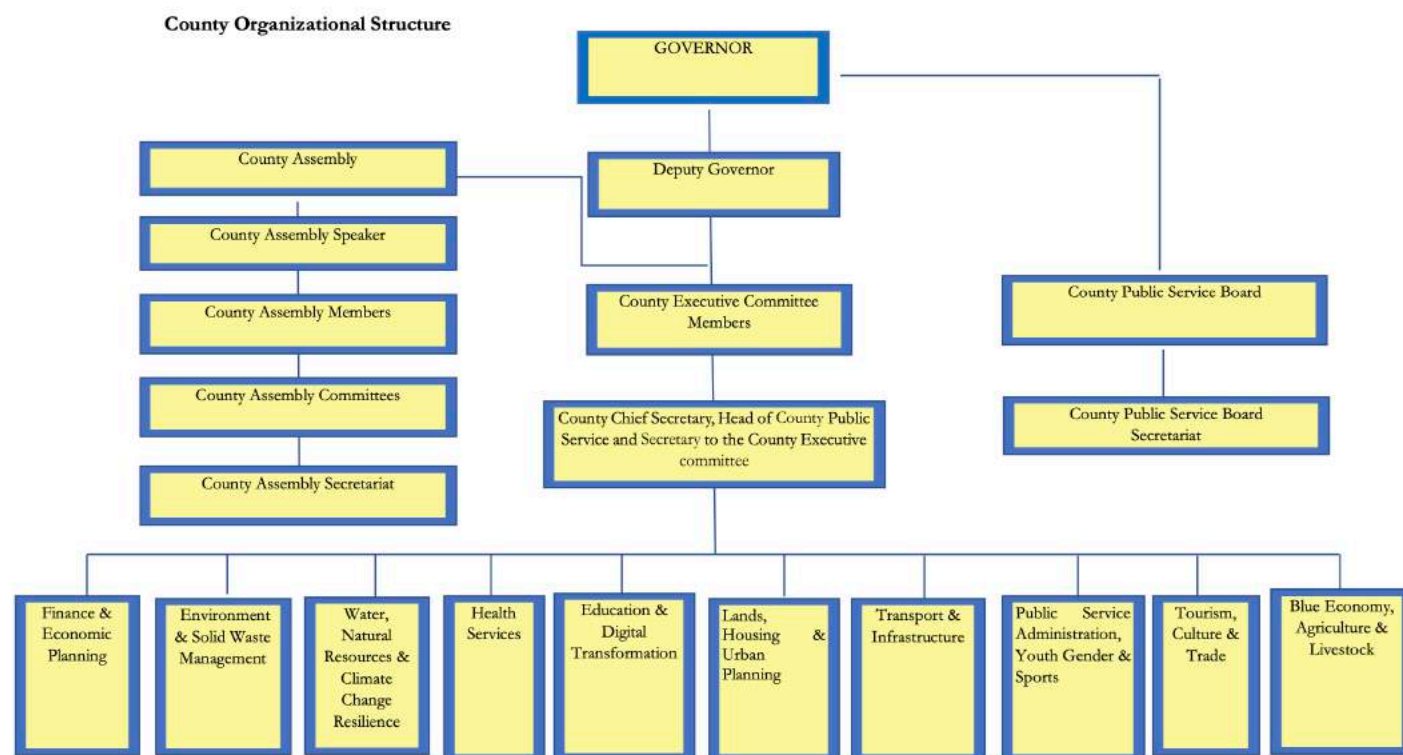 County Organizational Structure
GOVERNOR
County Assembly
Deputy Governor
County Assembly Speaker
County Executive Committee
Members
County Public Service Board
County Assembly Members
County Assembly Committees
County Chief Secretary, Head of County Public
Service and Secretary to the County Executive
committee
County Public Service Board
Secretariat
County Assembly Secretariat
Finance &
Economic
Planning
Environment
& Solid Waste
Management
Water,
Natural
Resources &
Climate
Change
Resilience
Health
Services
Education &
Digital
Transformation
Lands,
Housing &
Urban
Planning
Transport &
Infrastructure
Public Service
Administration,
Youth Gender &
Sports
Tourism,
Culture &
Trade
Blue Economy,
Agriculture &
Livestock